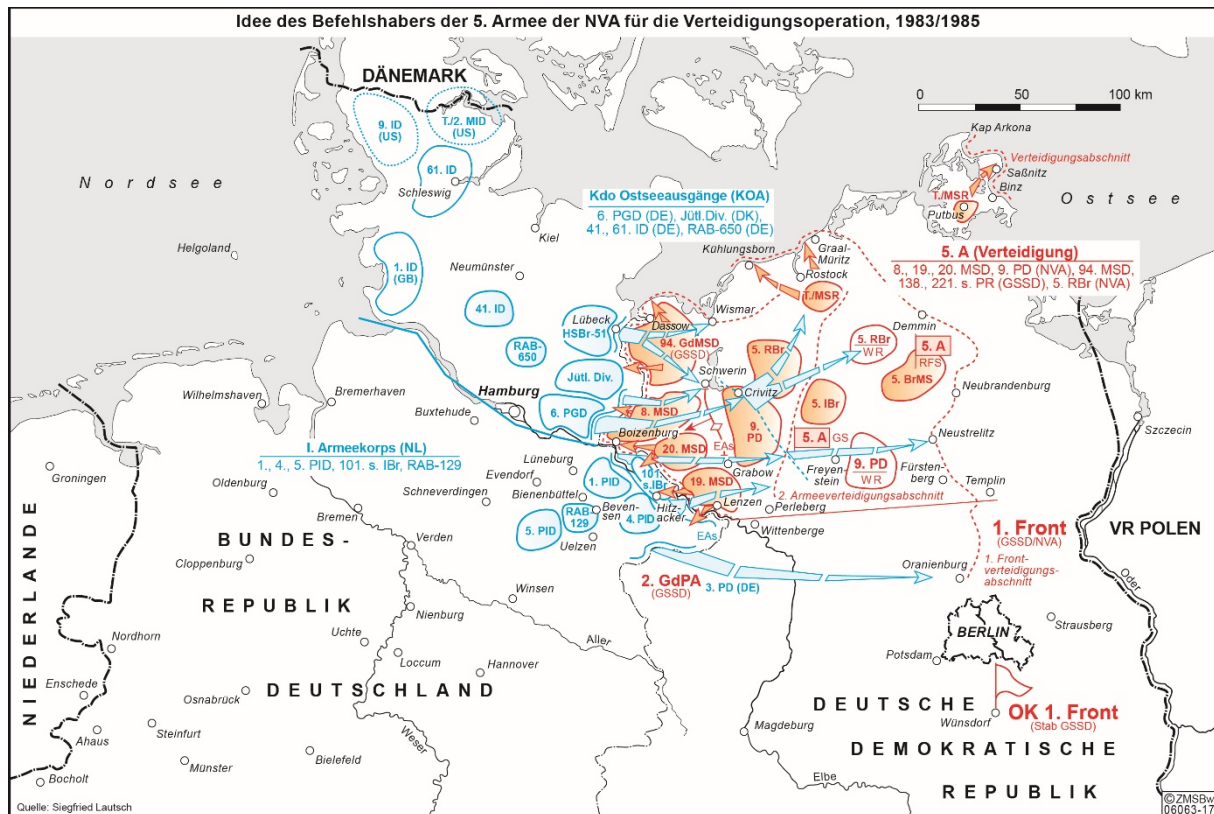 Idee des Befehlshabers der 5. Armee der NVA für die Verteidigungsoperation, 1983/1985
DÄNEMARK
0 50 100 km
9. ID
(US)
T./2. MID
(US)
61. ID
Schleswig
Kap Arkona
Verteidigungsabschnitt
Saßnitz
Binz
T./MSR
Putbus
Nordsee
Ostsee
Helgoland
Kiel
Kdo Ostseeausgänge (KOA)
6. PGD (DE), Jütl.Div. (DK),
41., 61. ID (DE), RAB-650 (DE)
5. A (Verteidigung)
8., 19., 20. MSD, 9. PD (NVA), 94. MSD,
138., 221. s. PR (GSSD), 5. RBr (NVA)
Kühlungsborn
Graal-
Müritz
Rostock
1. ID
(GB)
Neumünster
41. ID
RAB-
650
Lübeck
HSBr-51
Dassow
Wismar
T./MSR
94. GdMSD
(GSSD)
Demmin
5. RBr
5. RBr
WR
5. A
RFS
5. BrMS
Neubrandenburg
Schwerin
Jütl. Div.
Hamburg
6. PGD
8. MSD
Crivitz
9.
PD
5. IBr
Boizenburg
20. MSD
EAs
5. A GS
Neustrelitz
Szczecin
Wilhelmshaven
Bremerhaven
Buxtehude
I. Armeekorps (NL)
1., 4., 5. PID, 101. s. IBr, RAB-129
Groningen
Oldenburg
Lüneburg
Evendorf
Bienenbüttel
Schneverdingen
1. PID
101.
s.IBr
19. MSD
Grabow
Freyen-
stein
9. PD
WR
Fürsten-
berg
Templin
2. Armeeverteidigungsabschnitt
Bremen
5. PID
RAB
129
Beven-
sen
4. PID
Hitz-
acker
Lenzen
Perleberg
Wittenberge
EAs
Uelzen
Verden
Cloppenburg
BUNDES-
REPUBLIK
DEUTSCHLAND
1. Front
(GSSD/NVA)
1. Front-
verteidigungs-
abschnitt
VR POLEN
Oder
2. GdPA
(GSSD)
3. PD (DE)
Oranienburg
Winsen
Nienburg
Aller
Uchte
Loccum
Hannover
Nordhorn
Enschede
Osnabrück
Ahaus
Steinfurt
Münster
Bielefeld
Weser
Bocholt
NIEDERLANDE
BERLIN
Strausberg
Potsdam
DEUTSCHE
DEMOKRATISCHE
REPUBLIK
Wünsdorf
OK 1. Front
(Stab GSSD)
Magdeburg
Elbe
Quelle: Siegfried Lautsch
©ZMSBw
06063-17